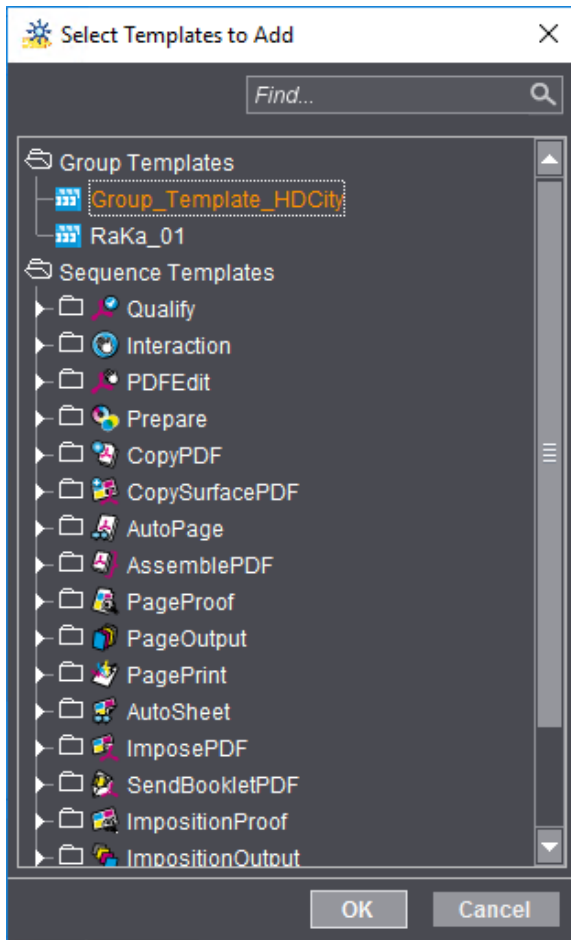 Select Templates to Add
Find...
Group Templates
Group_Template_HDCity
RaKa_01
Sequence Templates
Qualify
Interaction
PDFEdit
Prepare
CopyPDF
CopySurfacePDF
AutoPage
AssemblePDF
PageProof
PageOutput
PagePrint
AutoSheet
ImposePDF
SendBookletPDF
ImpositionProof
ImpositionOutput
OK Cancel